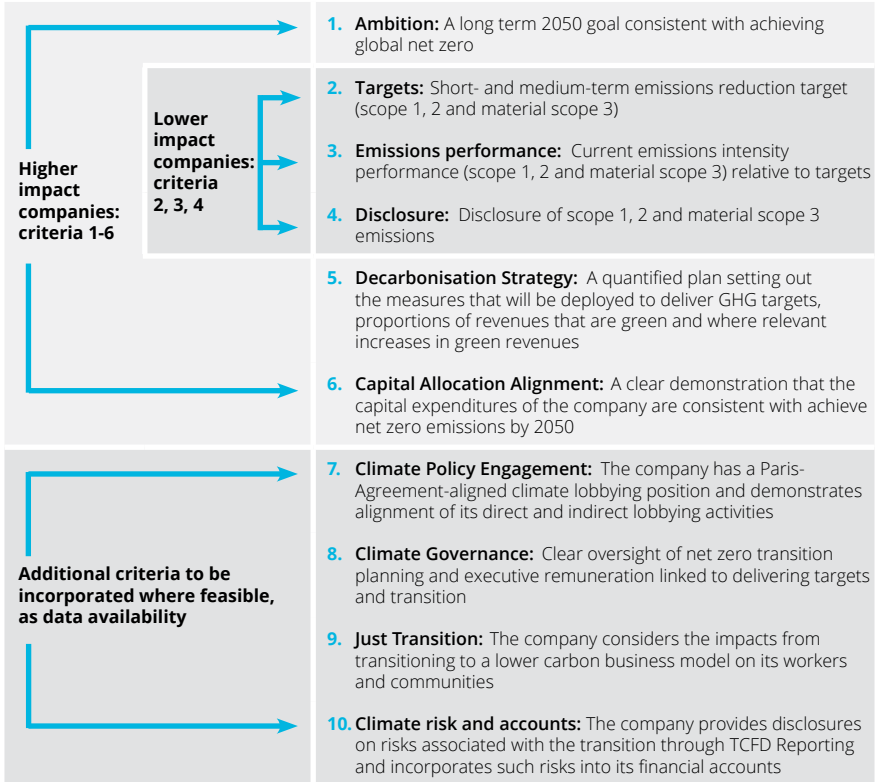 Higher
impact
companies:
criteria 1-6
Lower
impact
companies:
criteria
2, 3, 4
1. Ambition: A long term 2050 goal consistent with achieving
global net zero
2. Targets: Short- and medium-term emissions reduction target
(scope 1, 2 and material scope 3)
3. Emissions performance: Current emissions intensity
performance (scope 1, 2 and material scope 3) relative to targets
4. Disclosure: Disclosure of scope 1, 2 and material scope 3
emissions
5. Decarbonisation Strategy: A quantified plan setting out
the measures that will be deployed to deliver GHG targets,
proportions of revenues that are green and where relevant
increases in green revenues
6. Capital Allocation Alignment: A clear demonstration that the
capital expenditures of the company are consistent with achieve
net zero emissions by 2050
Additional criteria to be
incorporated where feasible,
as data availability
7. Climate Policy Engagement: The company has a Paris-
Agreement-aligned climate lobbying position and demonstrates
alignment of its direct and indirect lobbying activities
8. Climate Governance: Clear oversight of net zero transition
planning and executive remuneration linked to delivering targets
and transition
9. Just Transition: The company considers the impacts from
transitioning to a lower carbon business model on its workers
and communities
10. Climate risk and accounts: The company provides disclosures
on risks associated with the transition through TCFD Reporting
and incorporates such risks into its financial accounts